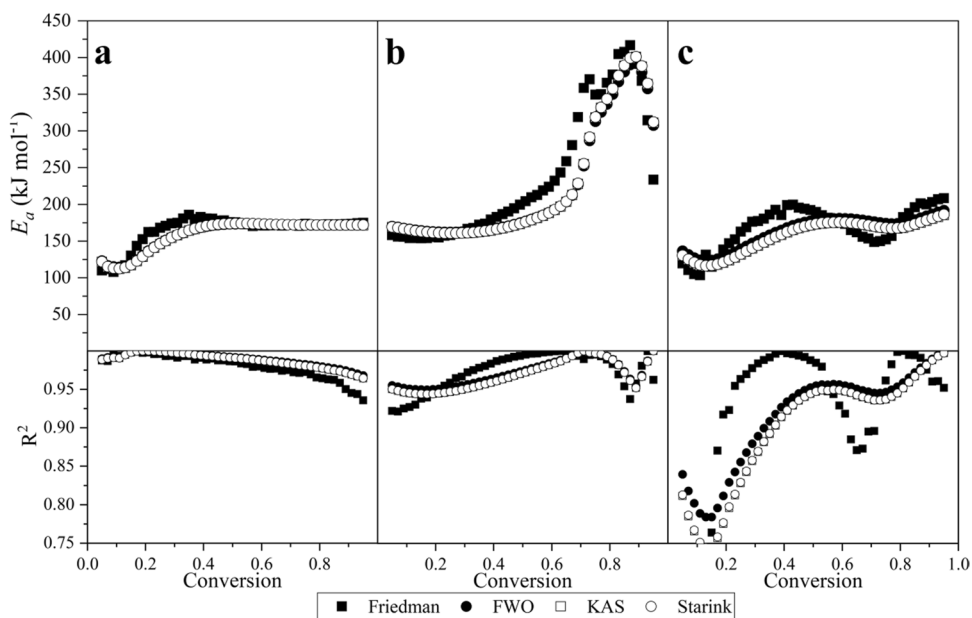 a
b
c
450
400
350
300
250
200
150
100
50
E_a (kJ mol⁻¹)
0.95
0.90
0.85
0.80
0.75
R²
0.0 0.2 0.4 0.6 0.8
0.2 0.4 0.6 0.8
0.2 0.4 0.6 0.8 1.0
Conversion Conversion Conversion
Friedman FWO KAS Starink